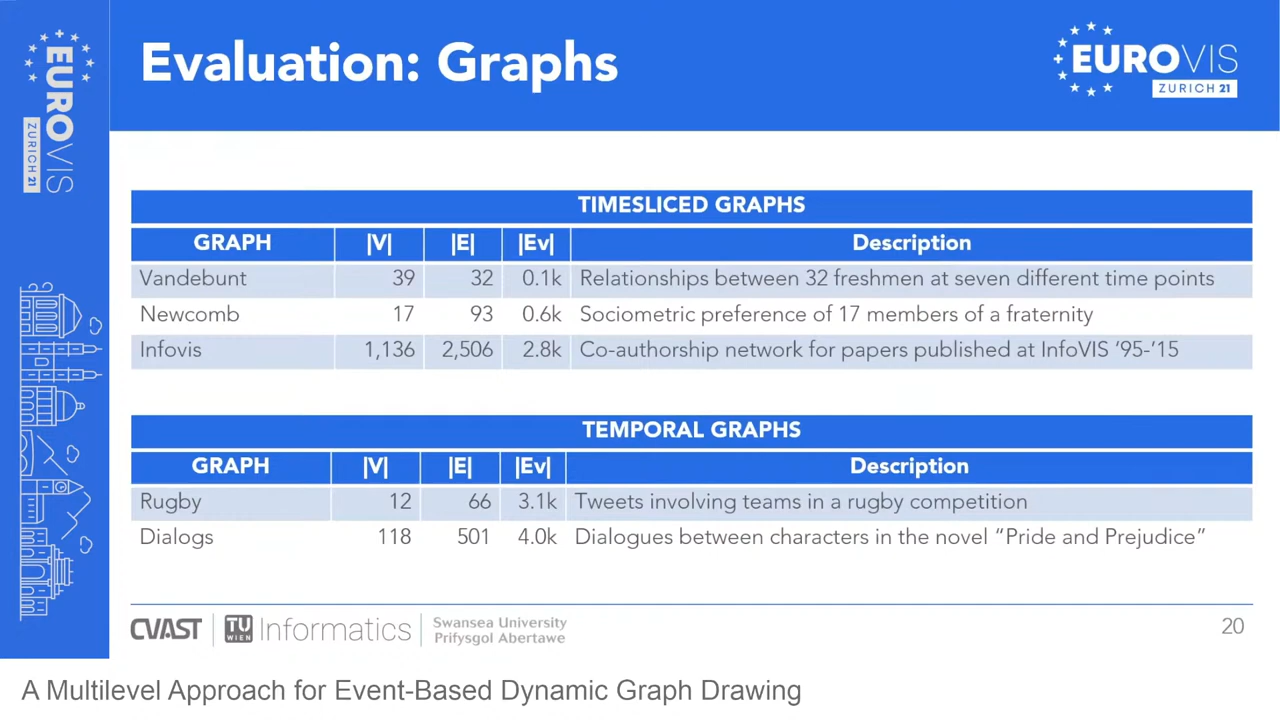 EUROVIS
ZURICH 21
Evaluation: Graphs
EUROVIS
ZURICH 21
TIMESLICED GRAPHS
GRAPH |V| |E| |Ev| Description
Vandebunt 39 32 0.1k Relationships between 32 freshmen at seven different time points
Newcomb 17 93 0.6k Sociometric preference of 17 members of a fraternity
Infovis 1,136 2,506 2.8k Co-authorship network for papers published at InfoVIS ‘95-’15
TEMPORAL GRAPHS
GRAPH |V| |E| |Ev| Description
Rugby 12 66 3.1k Tweets involving teams in a rugby competition
Dialogs 118 501 4.0k Dialogues between characters in the novel “Pride and Prejudice”
CVAST TU WIEN Informatics Swansea University
Prifysgol Abertawe
20
A Multilevel Approach for Event-Based Dynamic Graph Drawing